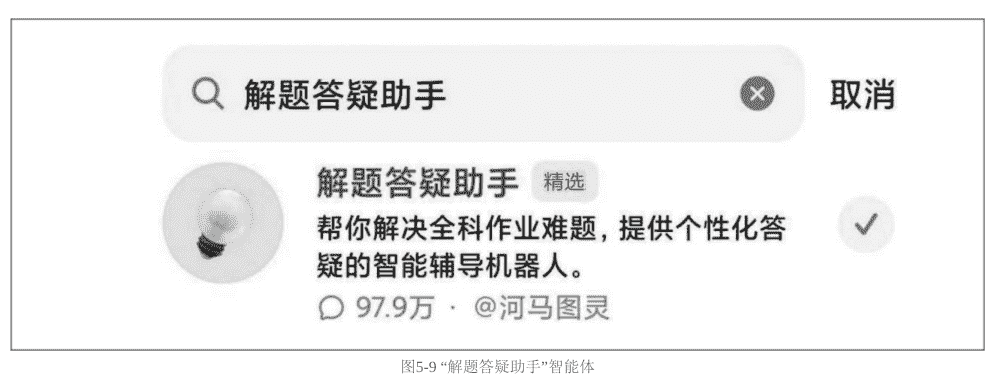 解题答疑助手
取消
解题答疑助手 精选
帮你解决全科作业难题，提供个性化答
疑的智能辅导机器人。
97.9万 · @河马图灵
图5-9 “解题答疑助手”智能体